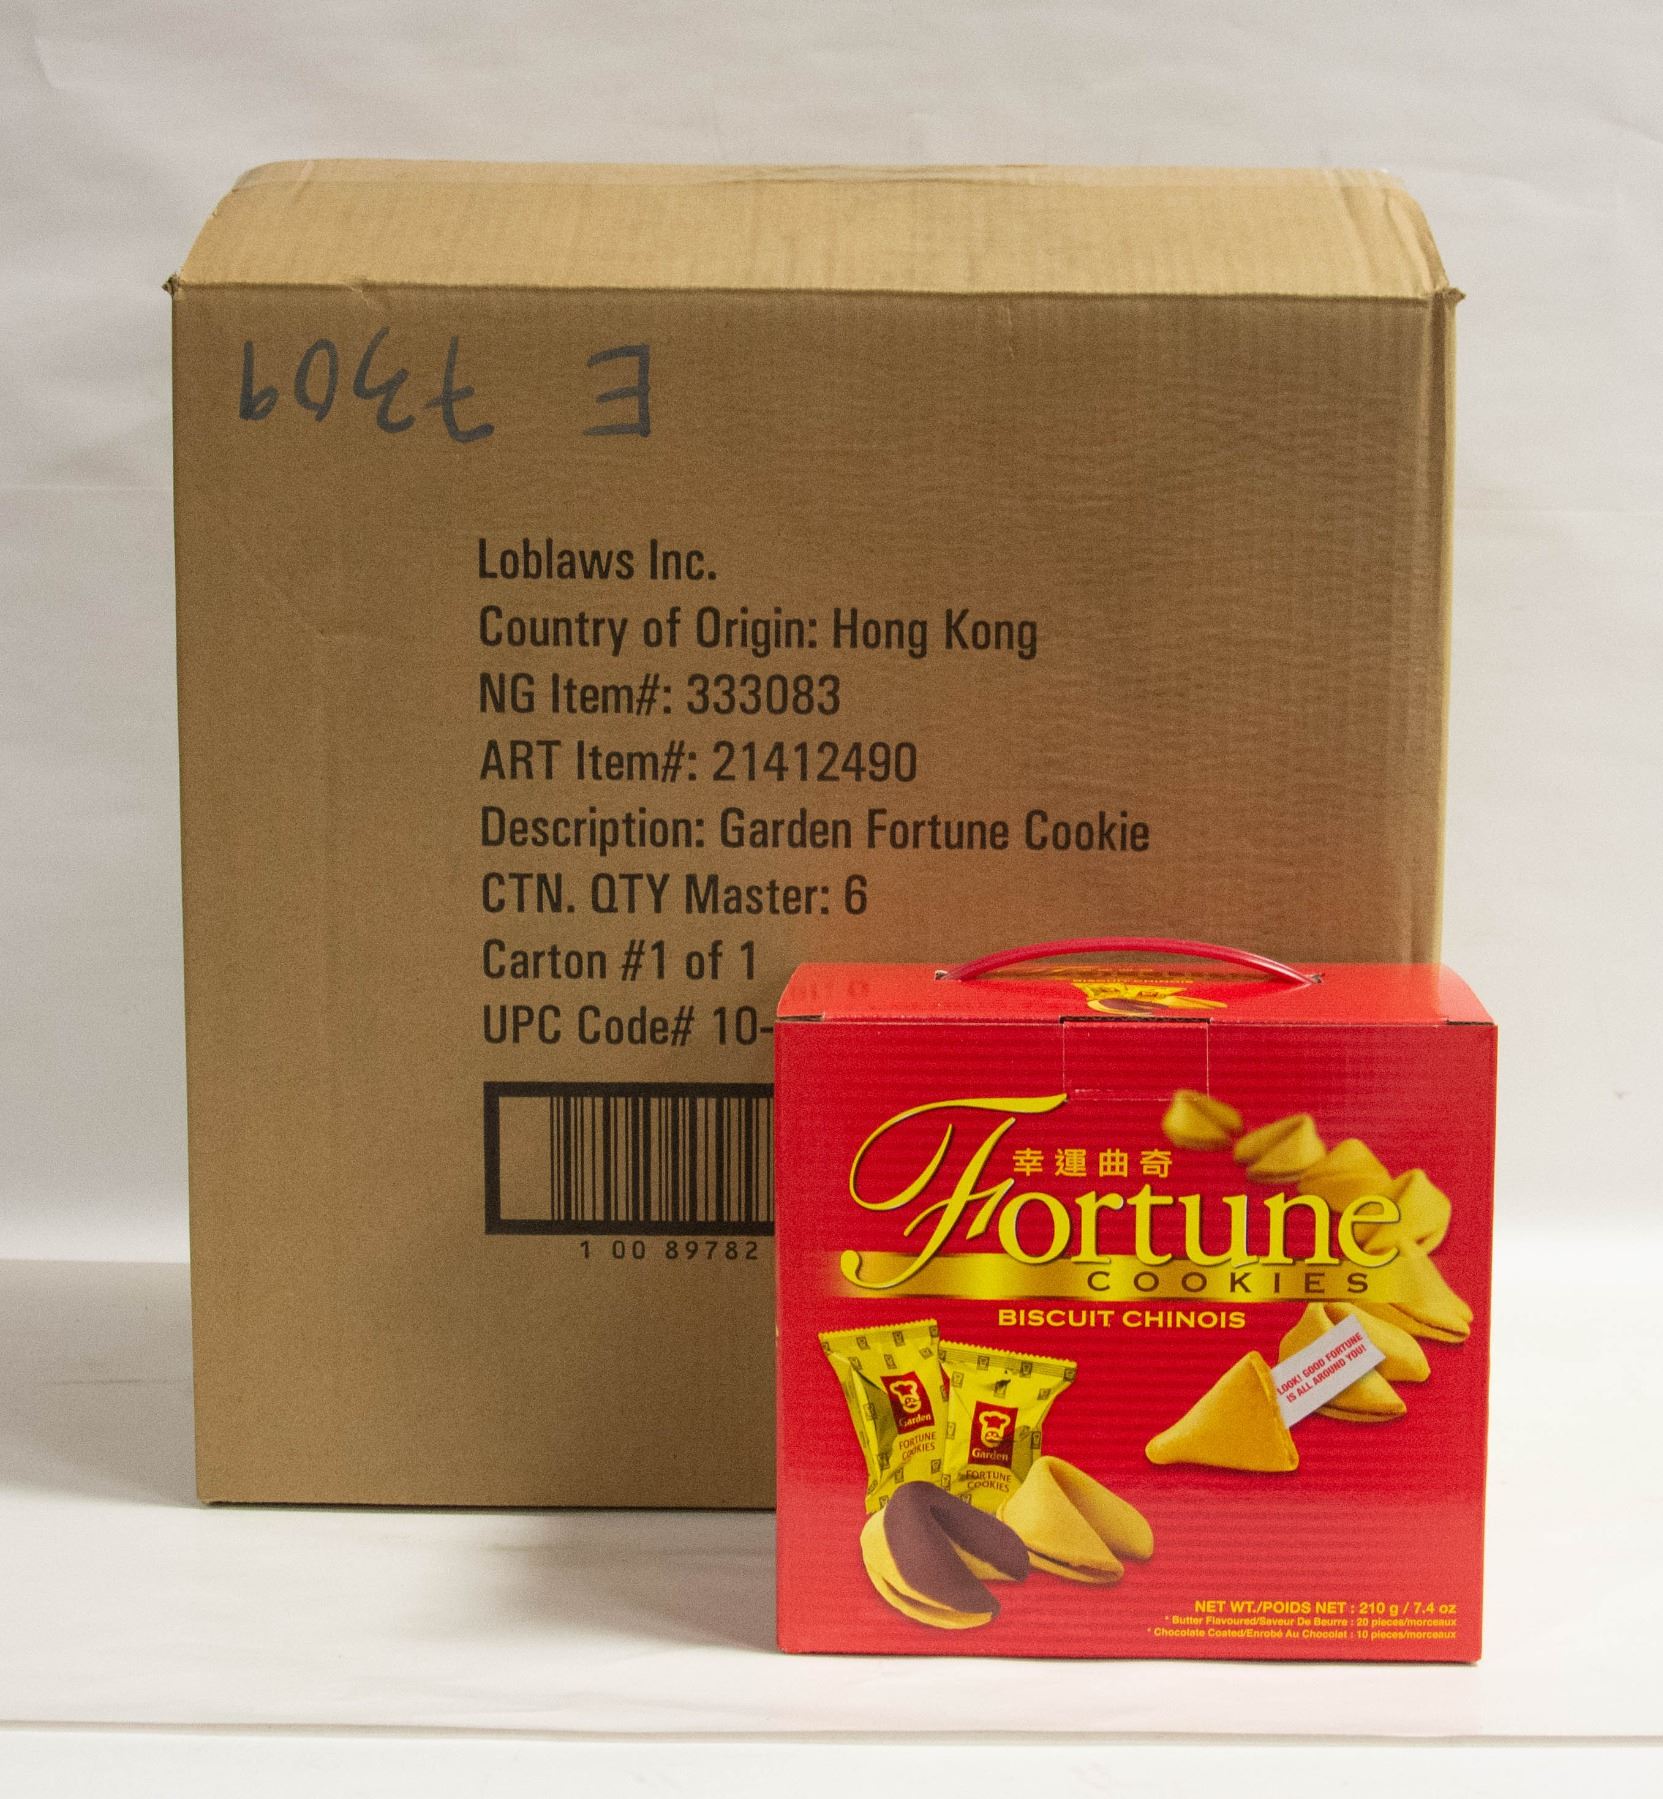 E 7309
Loblaws Inc.
Country of Origin: Hong Kong
NG Item#: 333083
ART Item#: 21412490
Description: Garden Fortune Cookie
CTN. QTY Master: 6
Carton #1 of 1
UPC Code# 10-
1 00 89782
BISCUIT CHINOIS
幸運曲奇
Fortune
COOKIES
BISCUIT CHINOIS
LOOK! GOOD FORTUNE
IS ALL AROUND YOU!
Garden
FORTUNE
COOKIES
Garden
FORTUNE
COOKIES
NET WT./POIDS NET : 210 g / 7.4 oz
* Butter Flavoured/Saveur De Beurre : 20 pieces/morceaux
* Chocolate Coated/Enrobé Au Chocolat : 10 pieces/morceaux